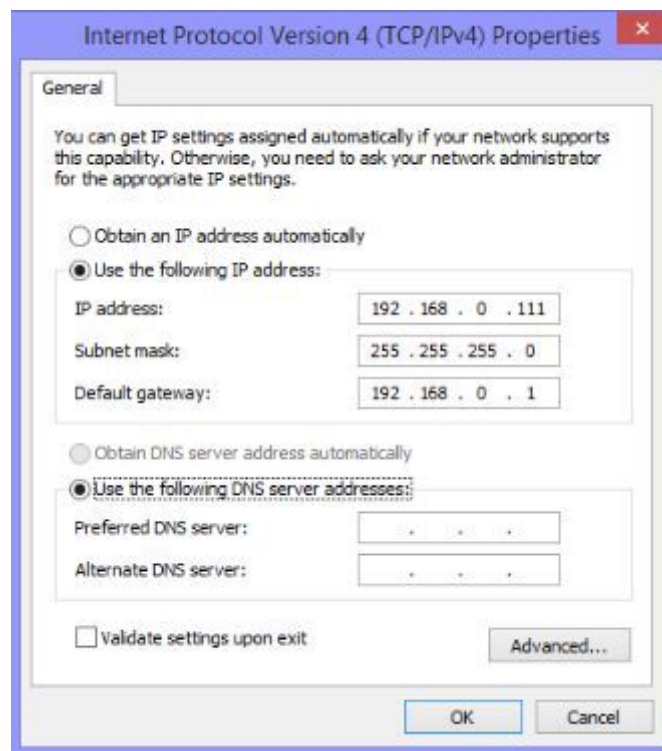 Internet Protocol Version 4 (TCP/IPv4) Properties
General
You can get IP settings assigned automatically if your network supports
this capability. Otherwise, you need to ask your network administrator
for the appropriate IP settings.
Obtain an IP address automatically
Use the following IP address:
IP address: 192 . 168 . 0 . 111
Subnet mask: 255 . 255 . 255 . 0
Default gateway: 192 . 168 . 0 . 1
Obtain DNS server address automatically
Use the following DNS server addresses:
Preferred DNS server: . . .
Alternate DNS server: . . .
Validate settings upon exit
Advanced...
OK Cancel